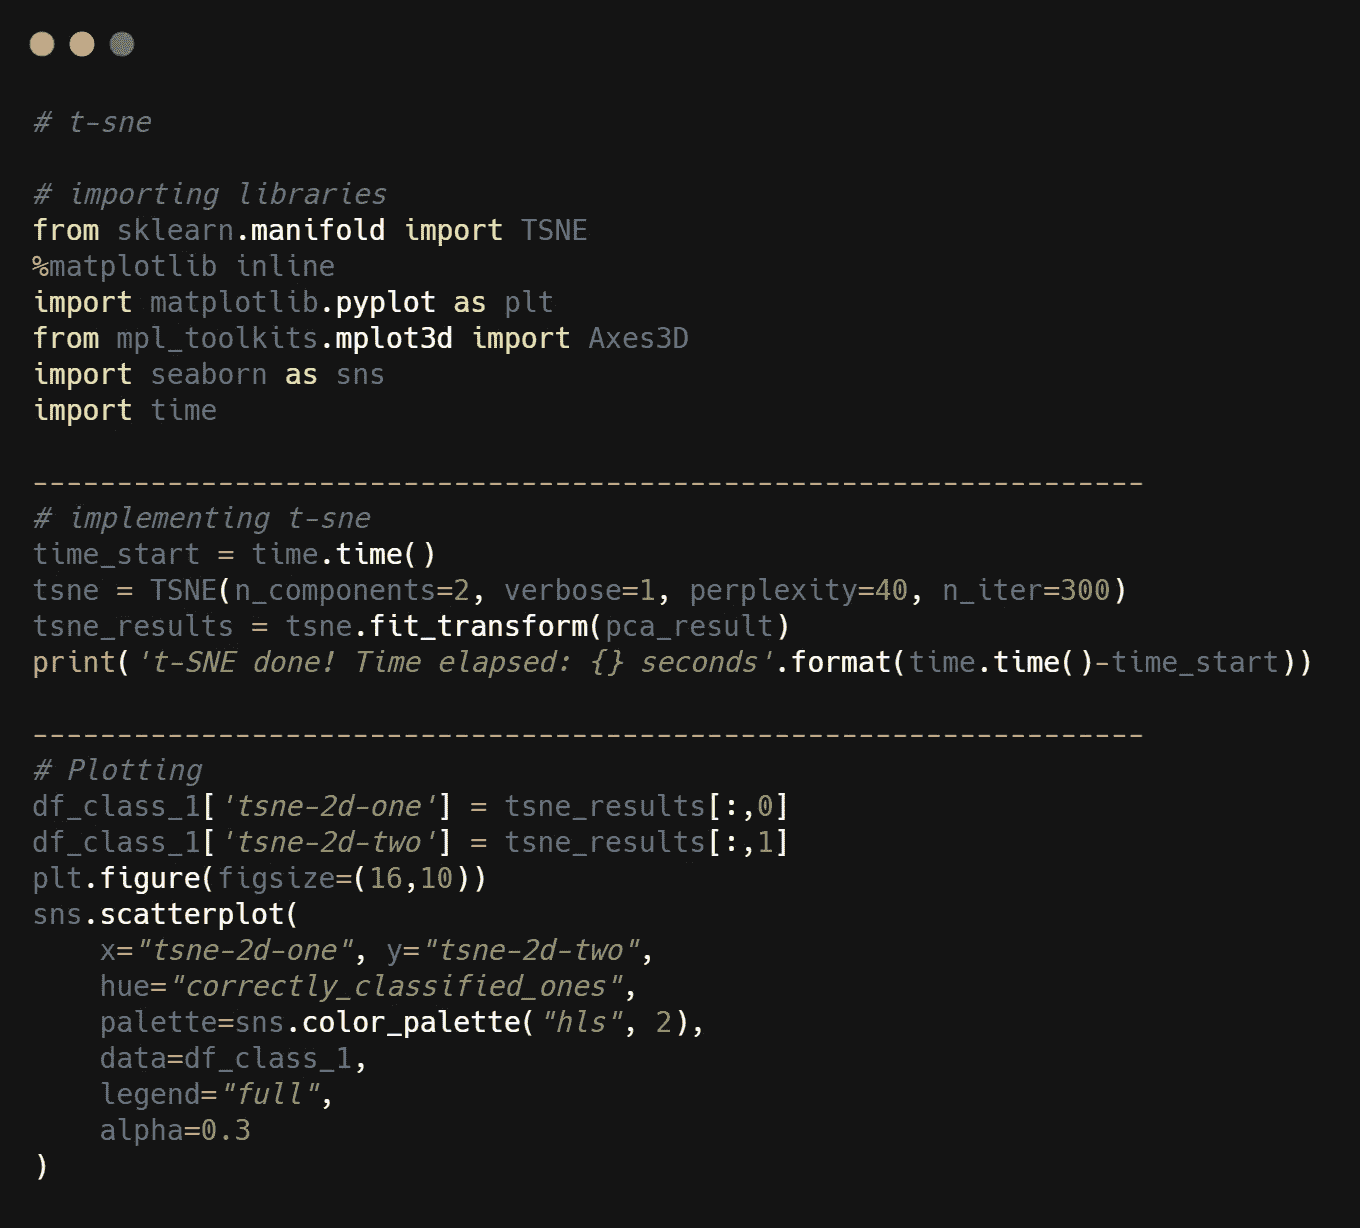 # t-sne
# importing libraries
from sklearn.manifold import TSNE
%matplotlib inline
import matplotlib.pyplot as plt
from mpl_toolkits.mplot3d import Axes3D
import seaborn as sns
import time
------------------------------------------------------------------
# implementing t-sne
time_start = time.time()
tsne = TSNE(n_components=2, verbose=1, perplexity=40, n_iter=300)
tsne_results = tsne.fit_transform(pca_result)
print('t-SNE done! Time elapsed: {} seconds'.format(time.time()-time_start))
------------------------------------------------------------------
# Plotting
df_class_1['tsne-2d-one'] = tsne_results[:,0]
df_class_1['tsne-2d-two'] = tsne_results[:,1]
plt.figure(figsize=(16,10))
sns.scatterplot(
    x="tsne-2d-one", y="tsne-2d-two",
    hue="correctly_classified_ones",
    palette=sns.color_palette("hls", 2),
    data=df_class_1,
    legend="full",
    alpha=0.3
)